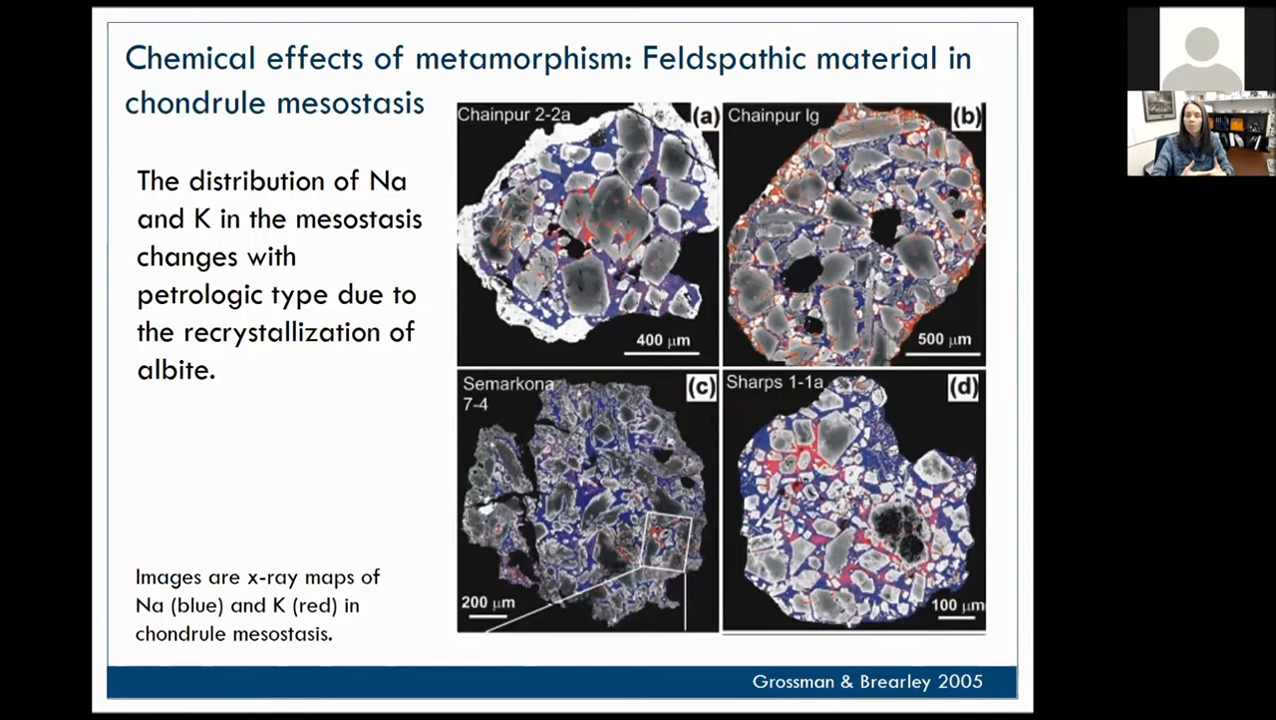 Chemical effects of metamorphism: Feldspathic material in
chondrule mesostasis
The distribution of Na
and K in the mesostasis
changes with
petrologic type due to
the recrystallization of
albite.
Images are x-ray maps of
Na (blue) and K (red) in
chondrule mesostasis.
Chainpur 2-2a
(a)
400 μm
Chainpur Ig
(b)
500 μm
Semarkona
7-4
(c)
200 μm
Sharps 1-1a
(d)
100 μm
Grossman & Brearley 2005